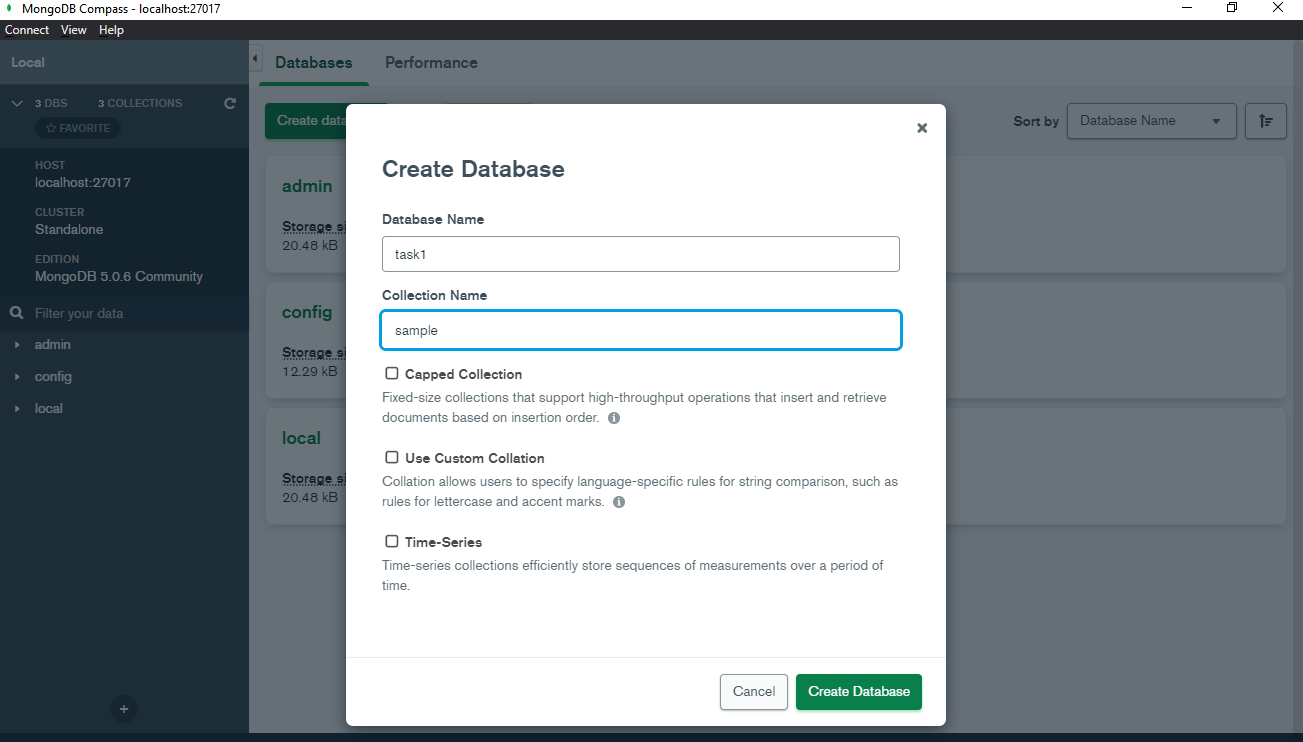 MongoDB Compass - localhost:27017
Connect View Help
Local
3 DBS 3 COLLECTIONS
FAVORITE
HOST
localhost:27017
CLUSTER
Standalone
EDITION
MongoDB 5.0.6 Community
Filter your data
admin
config
local
Databases Performance
Create data
Sort by Database Name
admin
Storage si
20.48 kB
config
Storage si
12.29 kB
local
Storage si
20.48 kB
Create Database
Database Name
task1
Collection Name
sample
Capped Collection
Fixed-size collections that support high-throughput operations that insert and retrieve
documents based on insertion order.
Use Custom Collation
Collation allows users to specify language-specific rules for string comparison, such as
rules for lettercase and accent marks.
Time-Series
Time-series collections efficiently store sequences of measurements over a period of
time.
Cancel Create Database